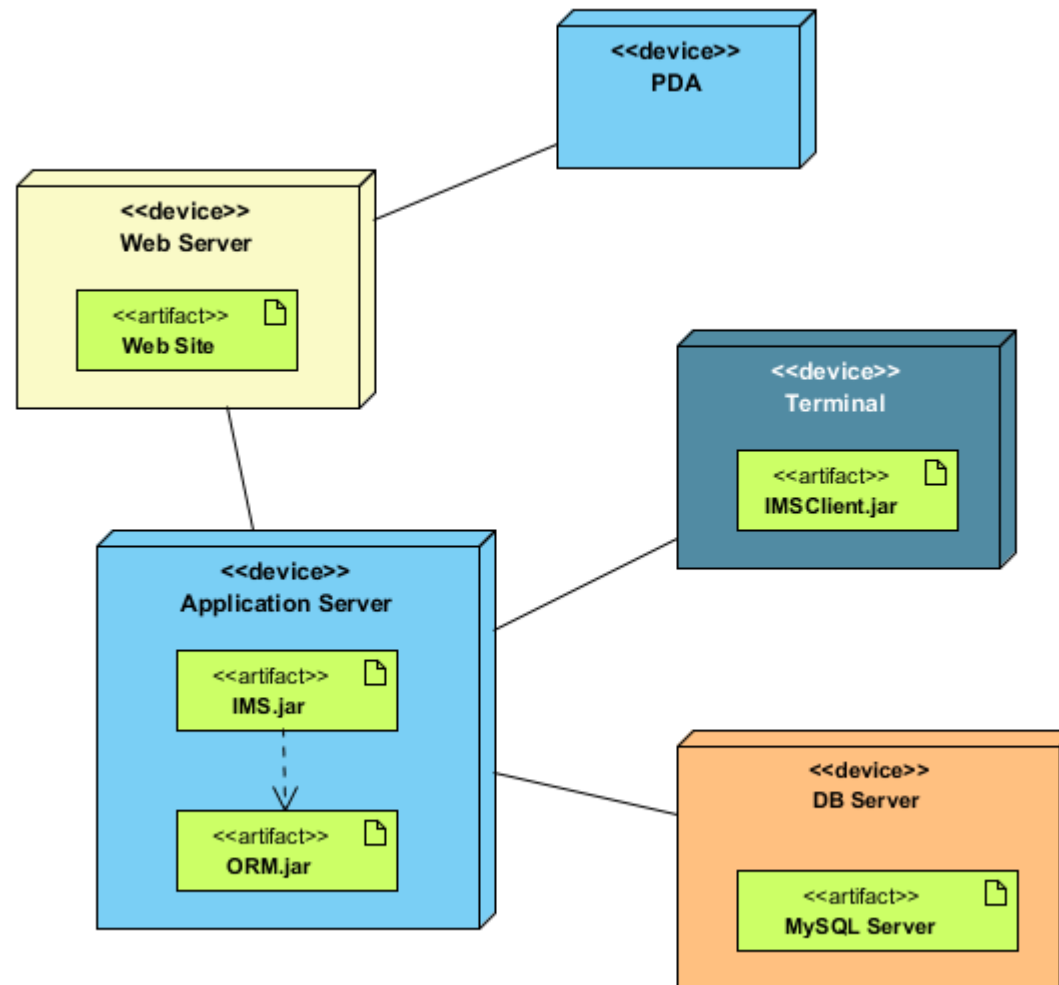 <<device>>
PDA
<<device>>
Web Server
<<artifact>>
Web Site
<<device>>
Terminal
<<artifact>>
IMSClient.jar
<<device>>
Application Server
<<artifact>>
IMS.jar
<<artifact>>
ORM.jar
<<device>>
DB Server
<<artifact>>
MySQL Server